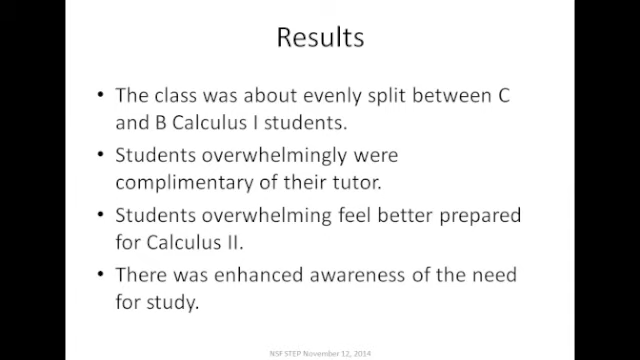 Results
• The class was about evenly split between C
and B Calculus I students.
• Students overwhelmingly were
complimentary of their tutor.
• Students overwhelming feel better prepared
for Calculus II.
• There was enhanced awareness of the need
for study.
NSF STEP November 12, 2014